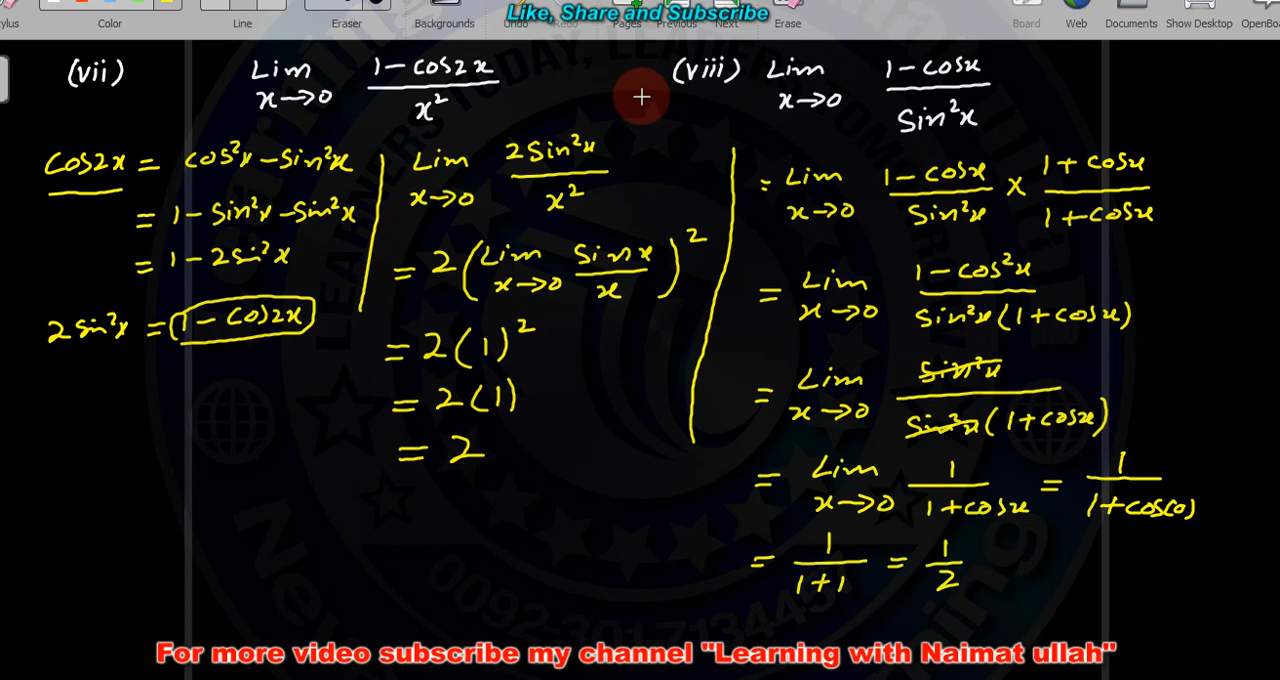 Like, Share and Subscribe
Color Line Eraser Backgrounds Undo Redo Pages Previous Next Erase Board Web Documents Show Desktop
(vii) Lim x→0 (1 - cos2x)/x²
cos2x = cos²x - sin²x
= 1 - sin²x - sin²x
= 1 - 2sin²x
2sin²x = 1 - cos2x
Lim x→0 2Sin²x/x²
= 2(Lim x→0 Sinx/x)²
= 2(1)²
= 2(1)
= 2
(viii) Lim x→0 (1 - cosx)/Sin²x
= Lim x→0 (1 - cosx)/Sin²x × (1 + cosx)/(1 + cosx)
= Lim x→0 (1 - cos²x)/(sin²x(1 + cosx))
= Lim x→0 Sin²x/(Sin²x(1 + cosx))
= Lim x→0 1/(1 + cosx) = 1/(1 + cos(0)
= 1/(1+1) = 1/2
For more video subscribe my channel "Learning with Naimat ullah"